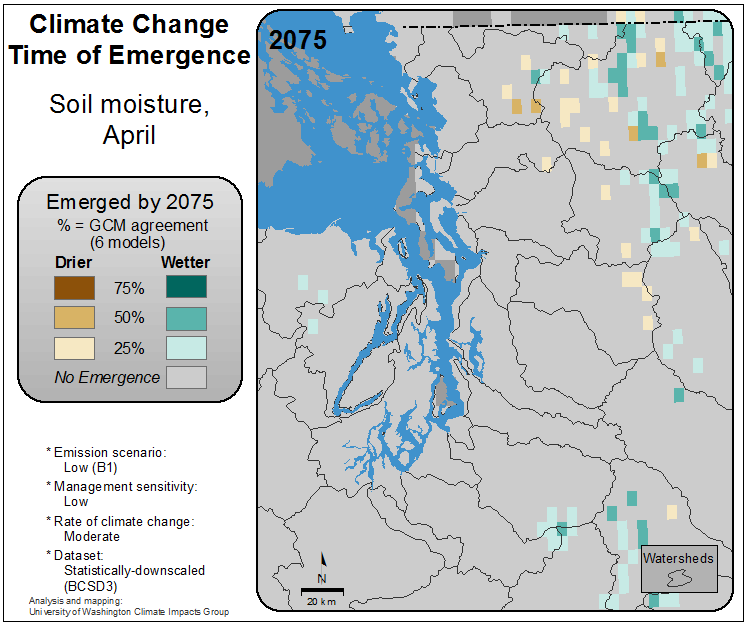 Climate Change
Time of Emergence
Soil moisture,
April
Emerged by 2075
% = GCM agreement
(6 models)
Drier Wetter
75%
50%
25%
No Emergence
* Emission scenario:
Low (B1)
* Management sensitivity:
Low
* Rate of climate change:
Moderate
* Dataset:
Statistically-downscaled
(BCSD3)
Analysis and mapping:
University of Washington Climate Impacts Group
2075
N
20 km
Watersheds